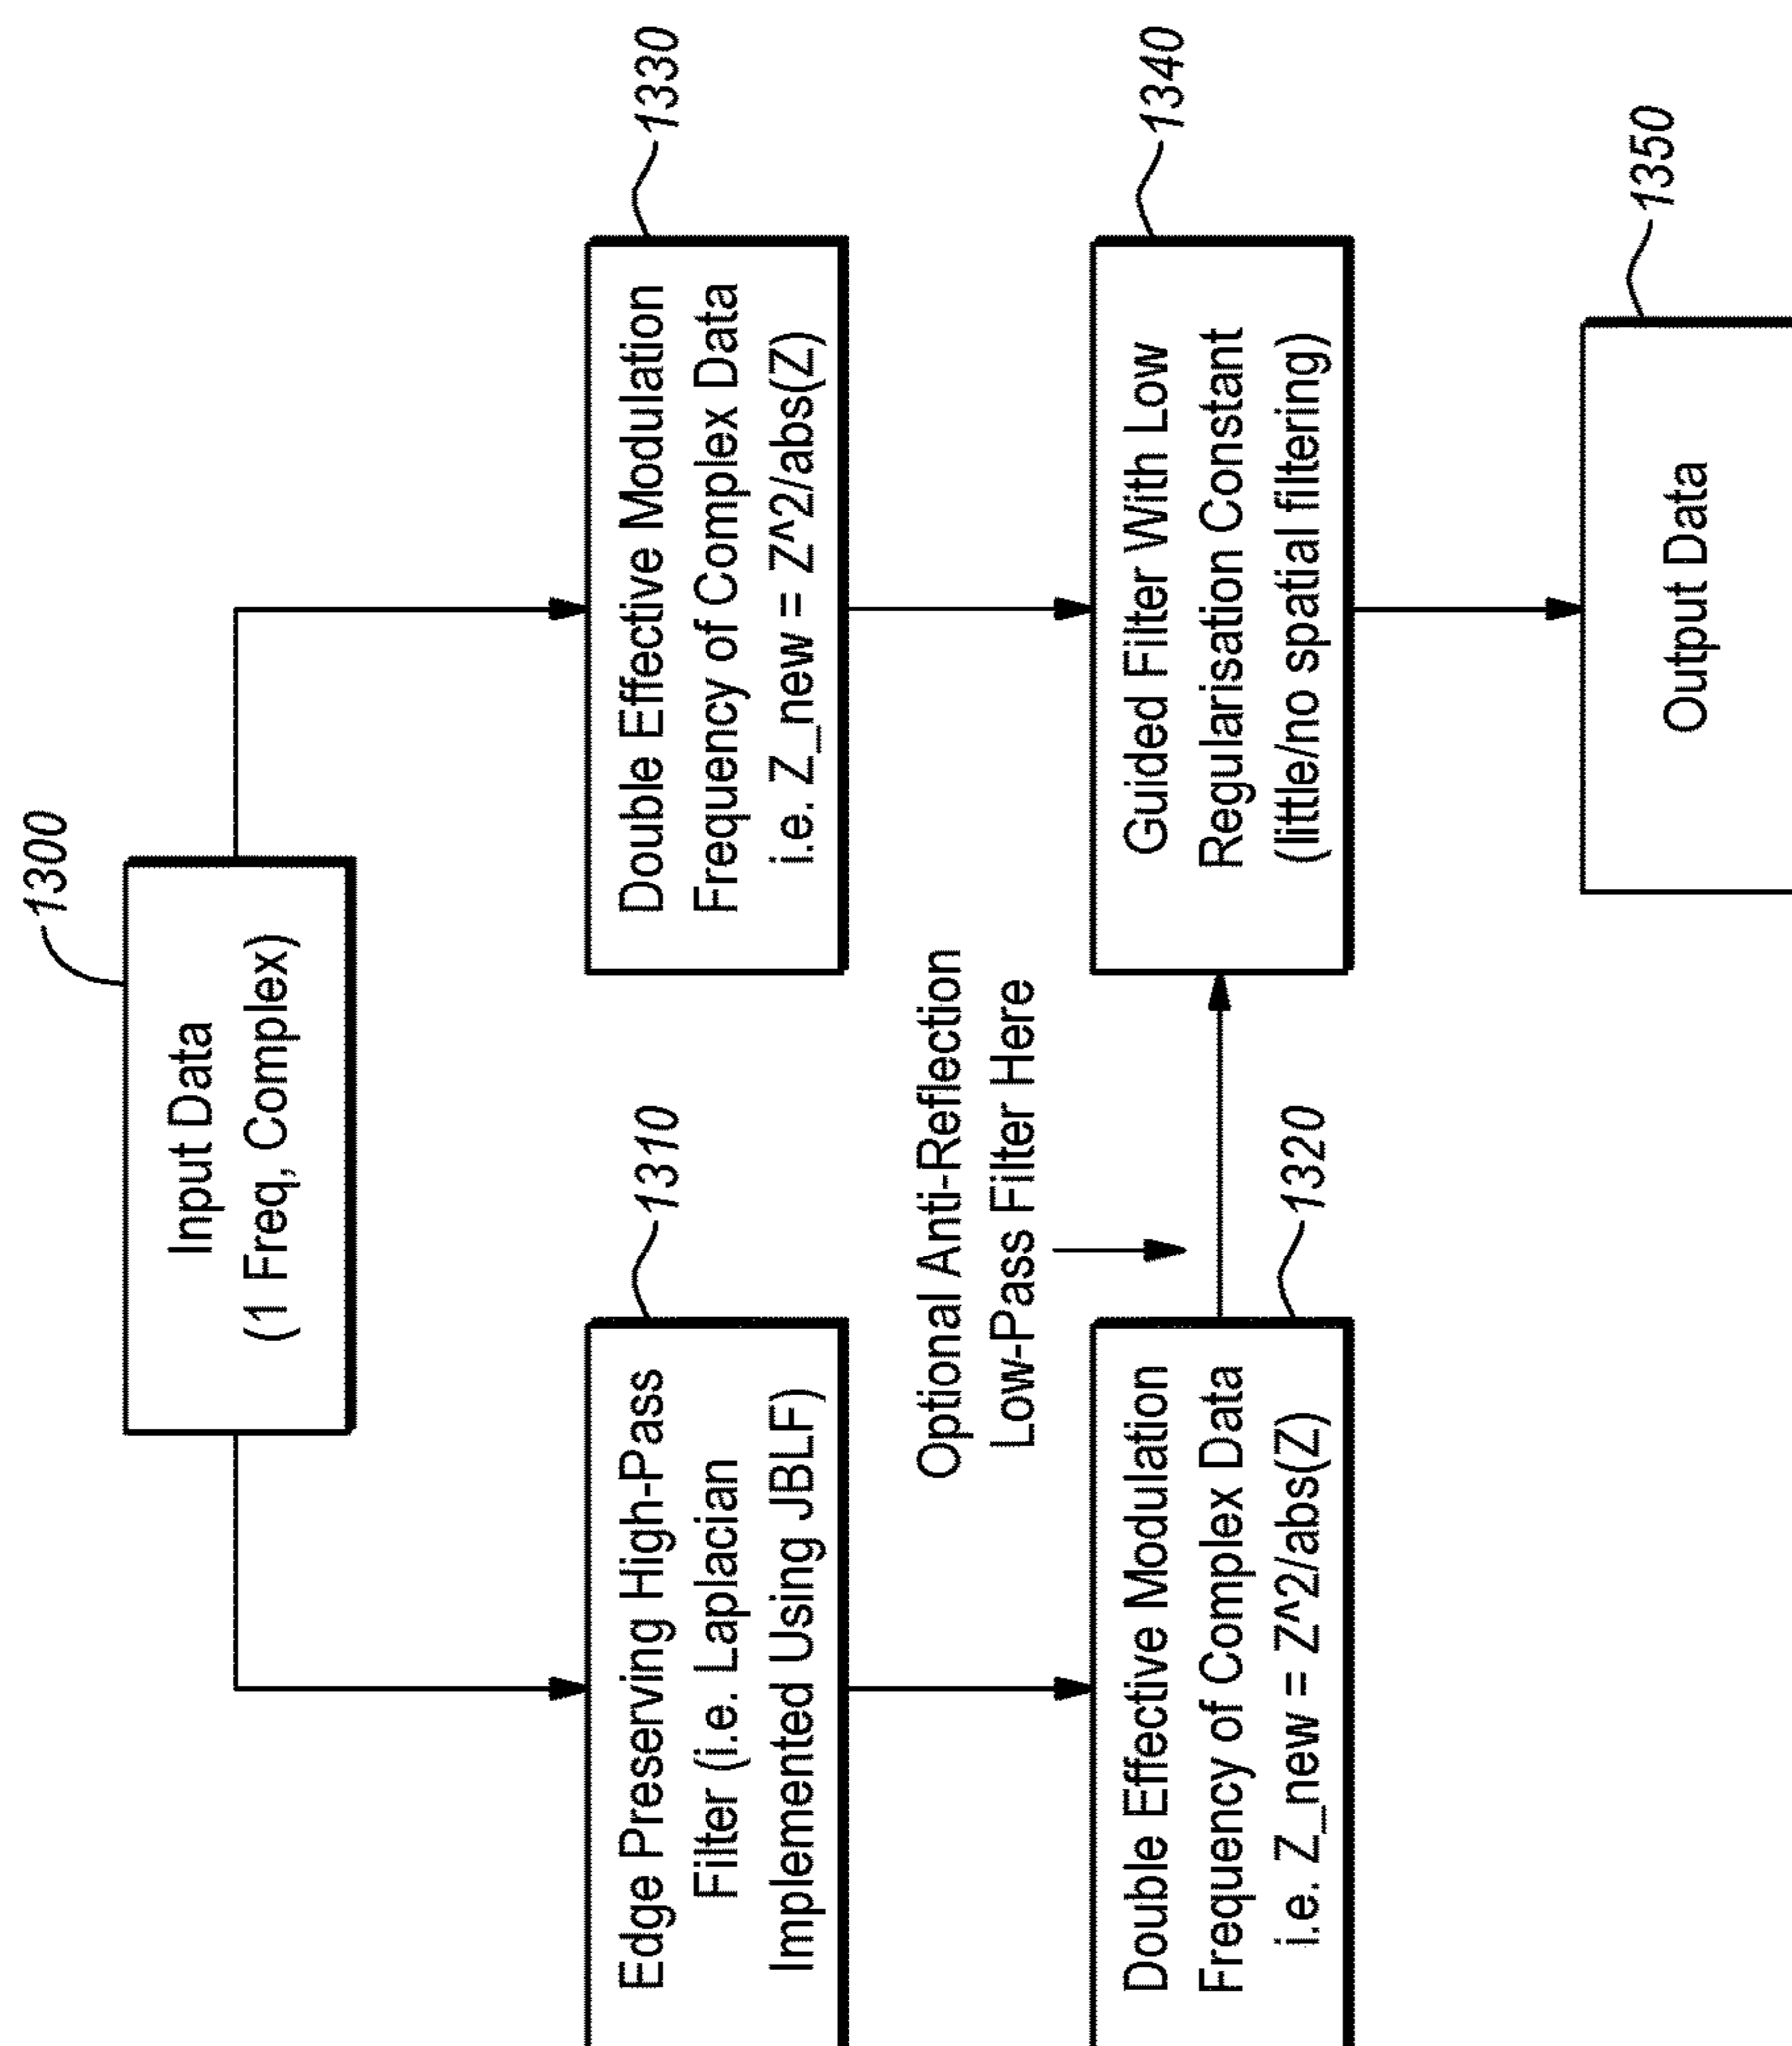 1300
Input Data
(1 Freq, Complex)
1310
Edge Preserving High-Pass
Filter (i.e. Laplacian
Implemented Using JBLF)
1330
Double Effective Modulation
Frequency of Complex Data
i.e. Z_new = Z^2/abs(Z)
Optional Anti-Reflection
Low-Pass Filter Here
1320
Double Effective Modulation
Frequency of Complex Data
i.e. Z_new = Z^2/abs(Z)
1340
Guided Filter With Low
Regularisation Constant
(little/no spatial filtering)
1350
Output Data